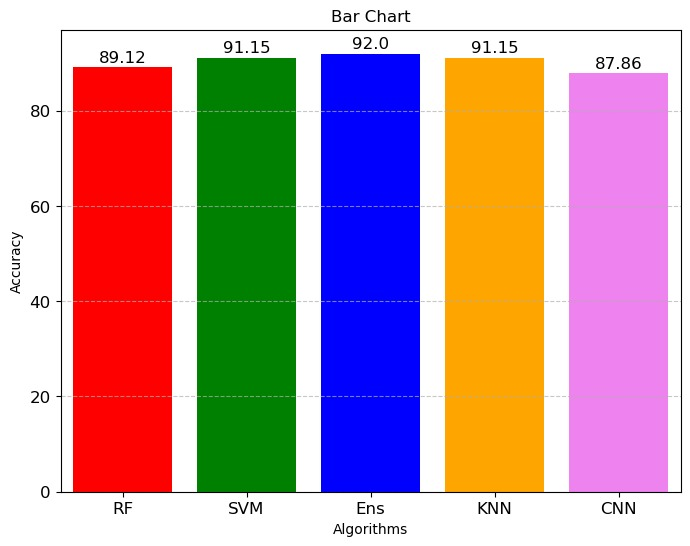 Bar Chart
89.12
91.15
92.0
91.15
87.86
80
60
40
20
0
Accuracy
RF
SVM
Ens
KNN
CNN
Algorithms